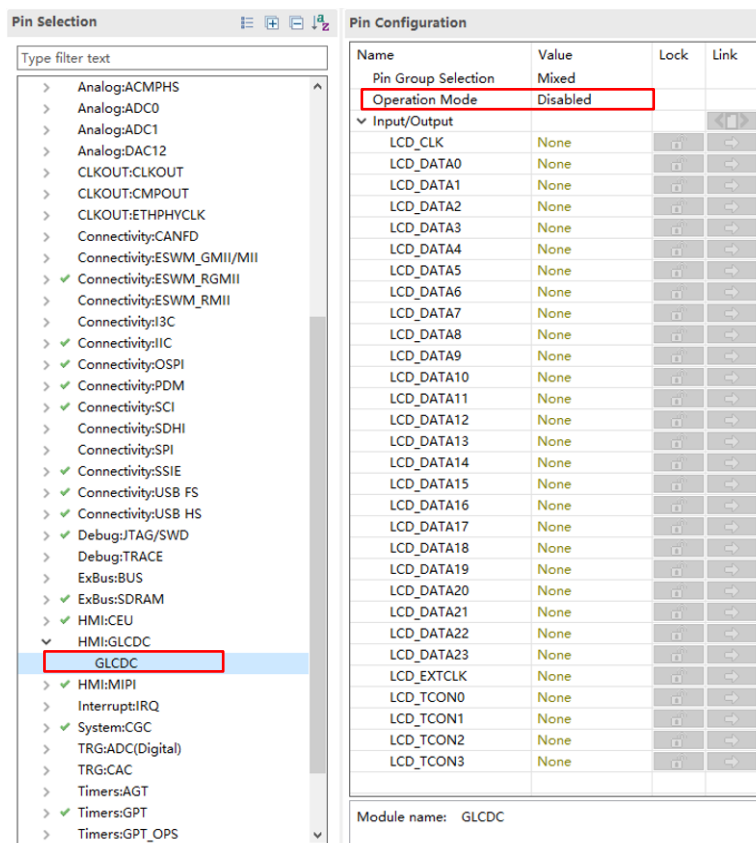 Pin Selection
Type filter text
Analog:ACMPHS
Analog:ADC0
Analog:ADC1
Analog:DAC12
CLKOUT:CLKOUT
CLKOUT:CMPOUT
CLKOUT:ETHPHYCLK
Connectivity:CANFD
Connectivity:ESWM_GMII/MII
Connectivity:ESWM_RGMII
Connectivity:ESWM_RMII
Connectivity:I3C
Connectivity:IIC
Connectivity:OSPI
Connectivity:PDM
Connectivity:SCI
Connectivity:SDHI
Connectivity:SPI
Connectivity:SSIE
Connectivity:USB FS
Connectivity:USB HS
Debug:JTAG/SWD
Debug:TRACE
ExBus:BUS
ExBus:SDRAM
HMI:CEU
HMI:GLCDC
GLCDC
HMI:MIPI
Interrupt:IRQ
System:CGC
TRG:ADC(Digital)
TRG:CAC
Timers:AGT
Timers:GPT
Timers:GPT_OPS
Pin Configuration
Name Value Lock Link
Pin Group Selection Mixed
Operation Mode Disabled
Input/Output
LCD_CLK None
LCD_DATA0 None
LCD_DATA1 None
LCD_DATA2 None
LCD_DATA3 None
LCD_DATA4 None
LCD_DATA5 None
LCD_DATA6 None
LCD_DATA7 None
LCD_DATA8 None
LCD_DATA9 None
LCD_DATA10 None
LCD_DATA11 None
LCD_DATA12 None
LCD_DATA13 None
LCD_DATA14 None
LCD_DATA15 None
LCD_DATA16 None
LCD_DATA17 None
LCD_DATA18 None
LCD_DATA19 None
LCD_DATA20 None
LCD_DATA21 None
LCD_DATA22 None
LCD_DATA23 None
LCD_EXTCLK None
LCD_TCON0 None
LCD_TCON1 None
LCD_TCON2 None
LCD_TCON3 None
Module name: GLCDC